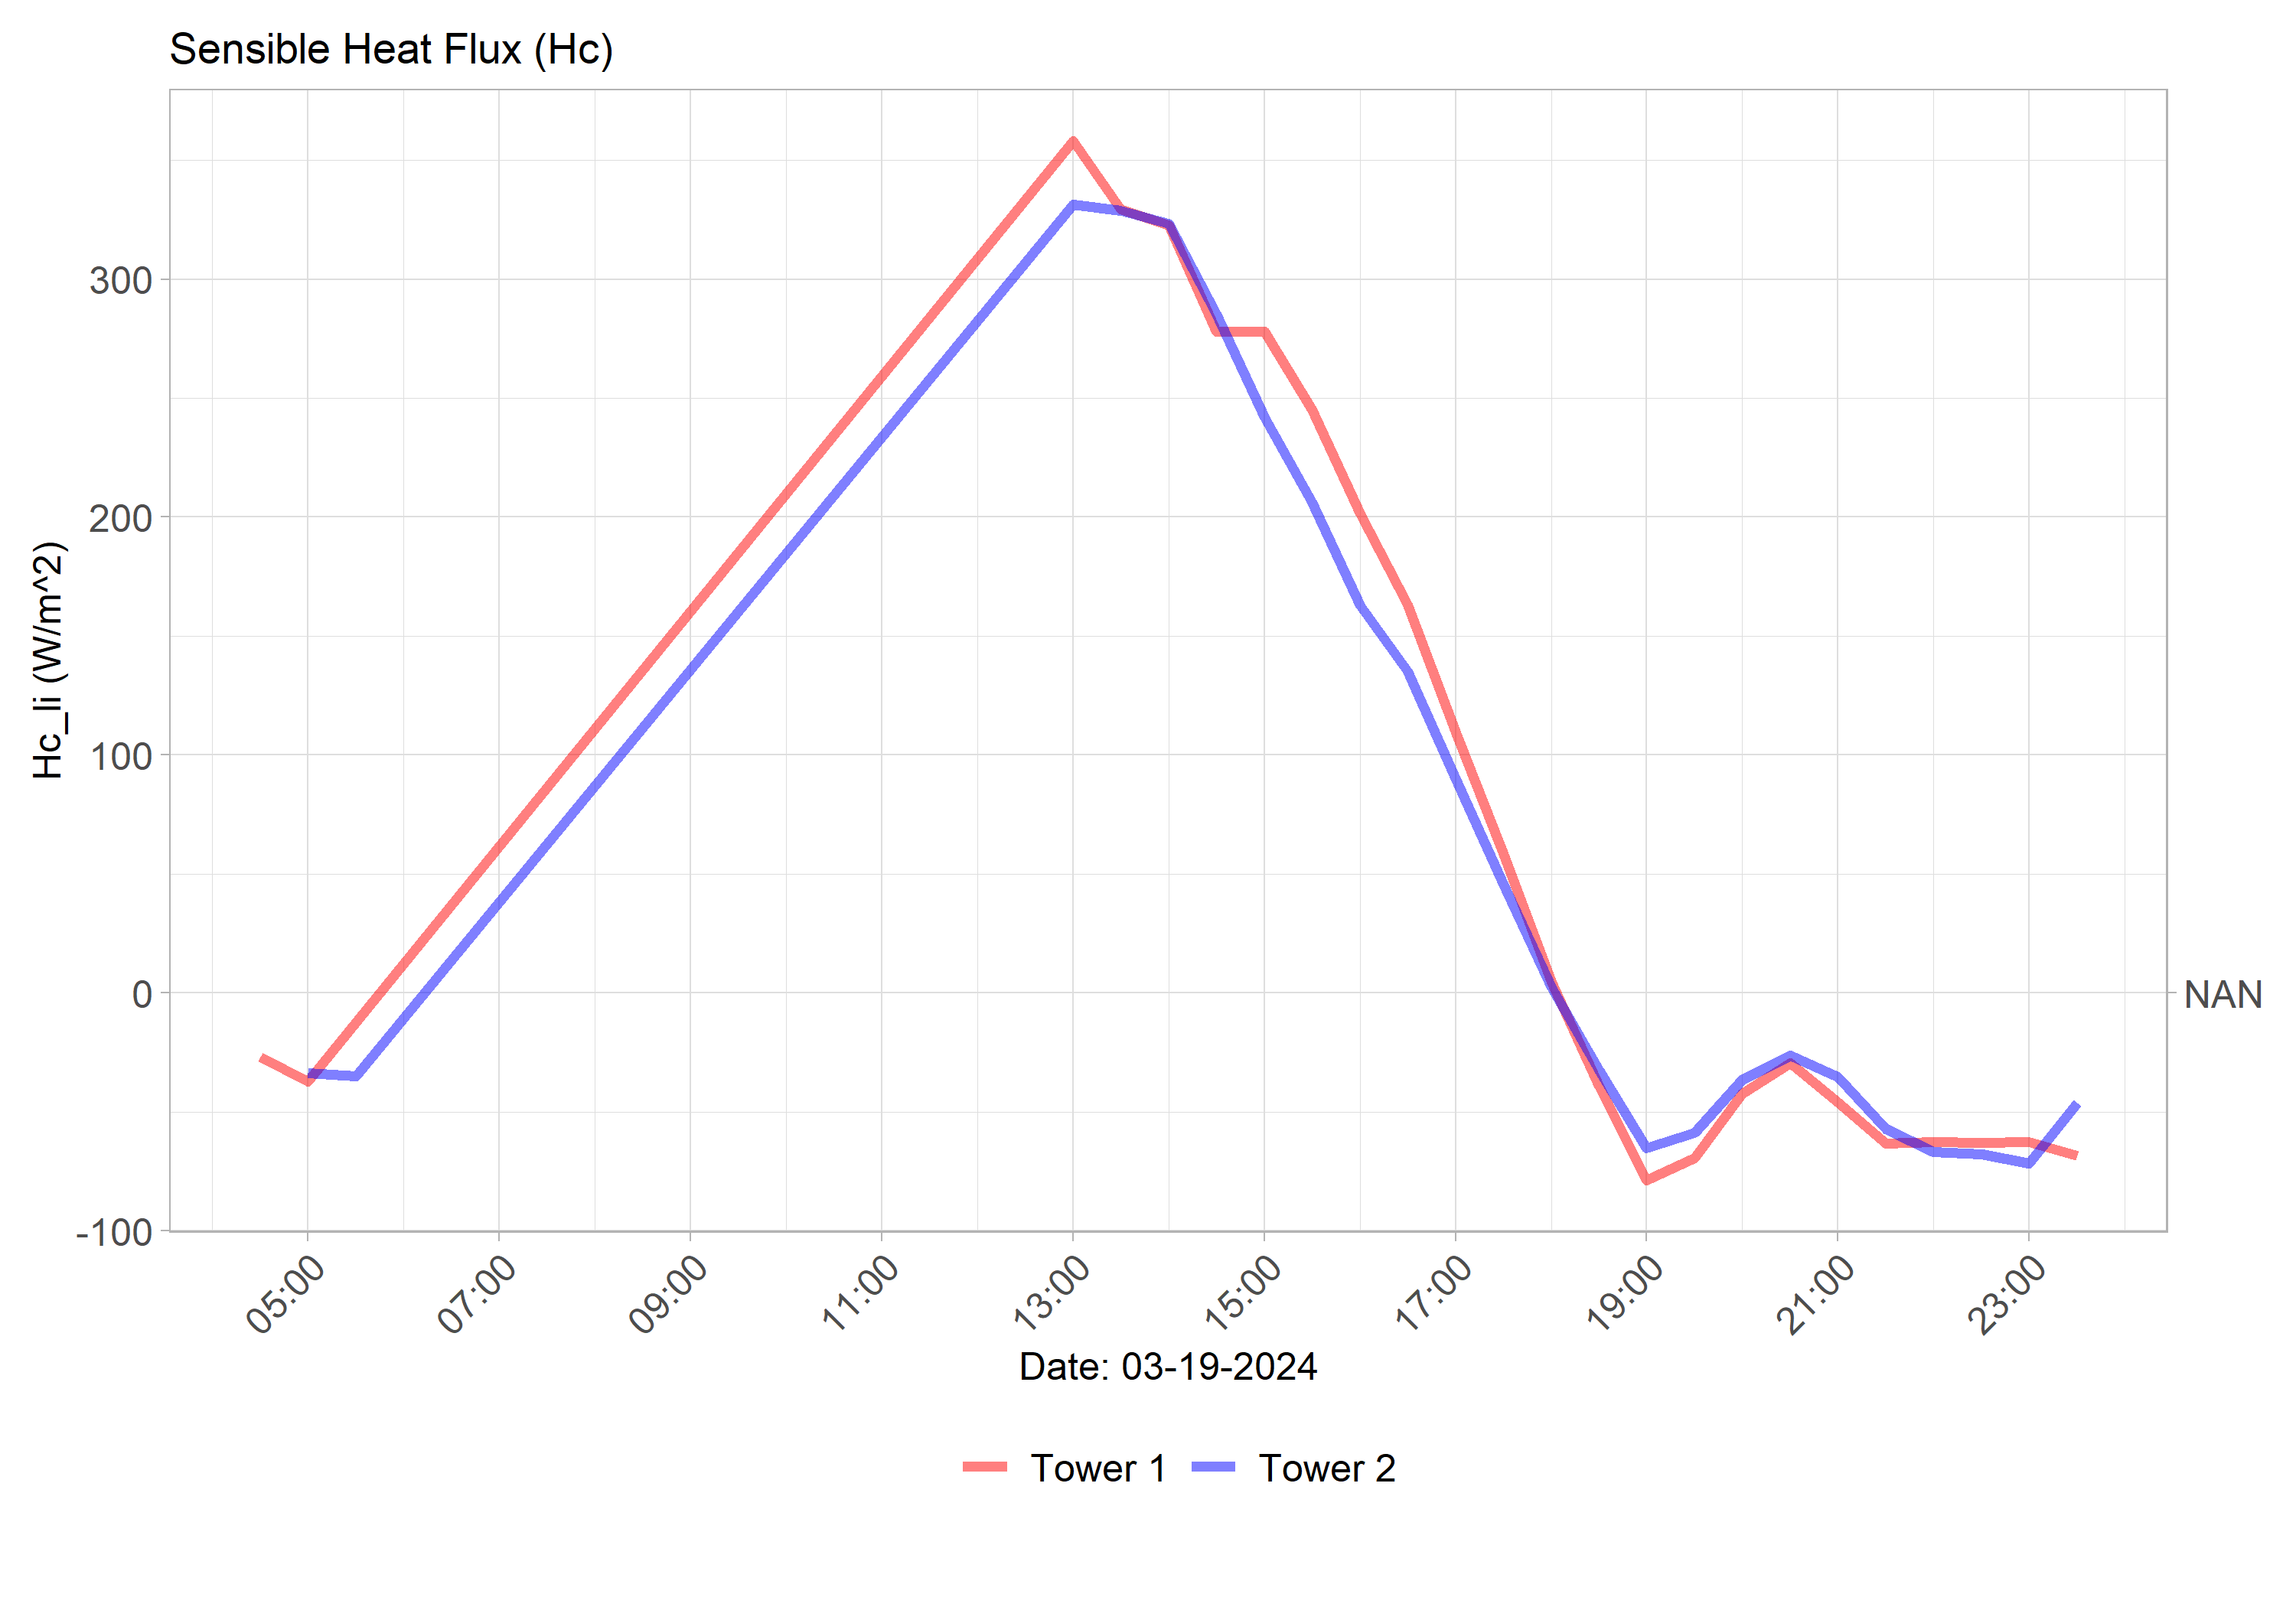 Sensible Heat Flux (Hc)
Hc_li (W/m^2)
300
200
100
0
-100
NAN
05:00
07:00
09:00
11:00
13:00
15:00
17:00
19:00
21:00
23:00
Date: 03-19-2024
Tower 1
Tower 2